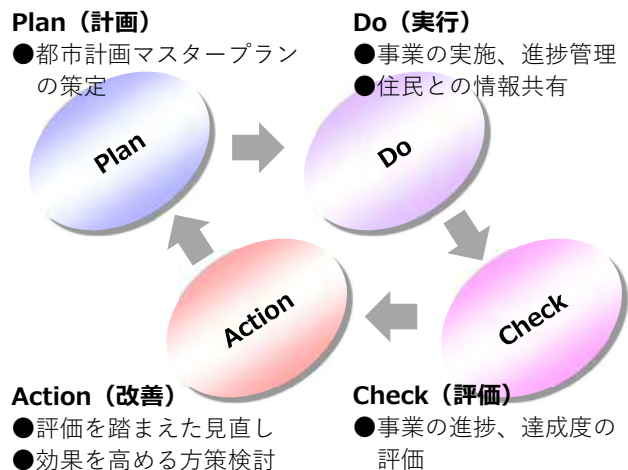 Plan（計画）
●都市計画マスタープラン
の策定
Do（実行）
●事業の実施、進捗管理
●住民との情報共有
Plan
Do
Action
Check
Action（改善）
●評価を踏まえた見直し
●効果を高める方策検討
Check（評価）
●事業の進捗、達成度の
評価